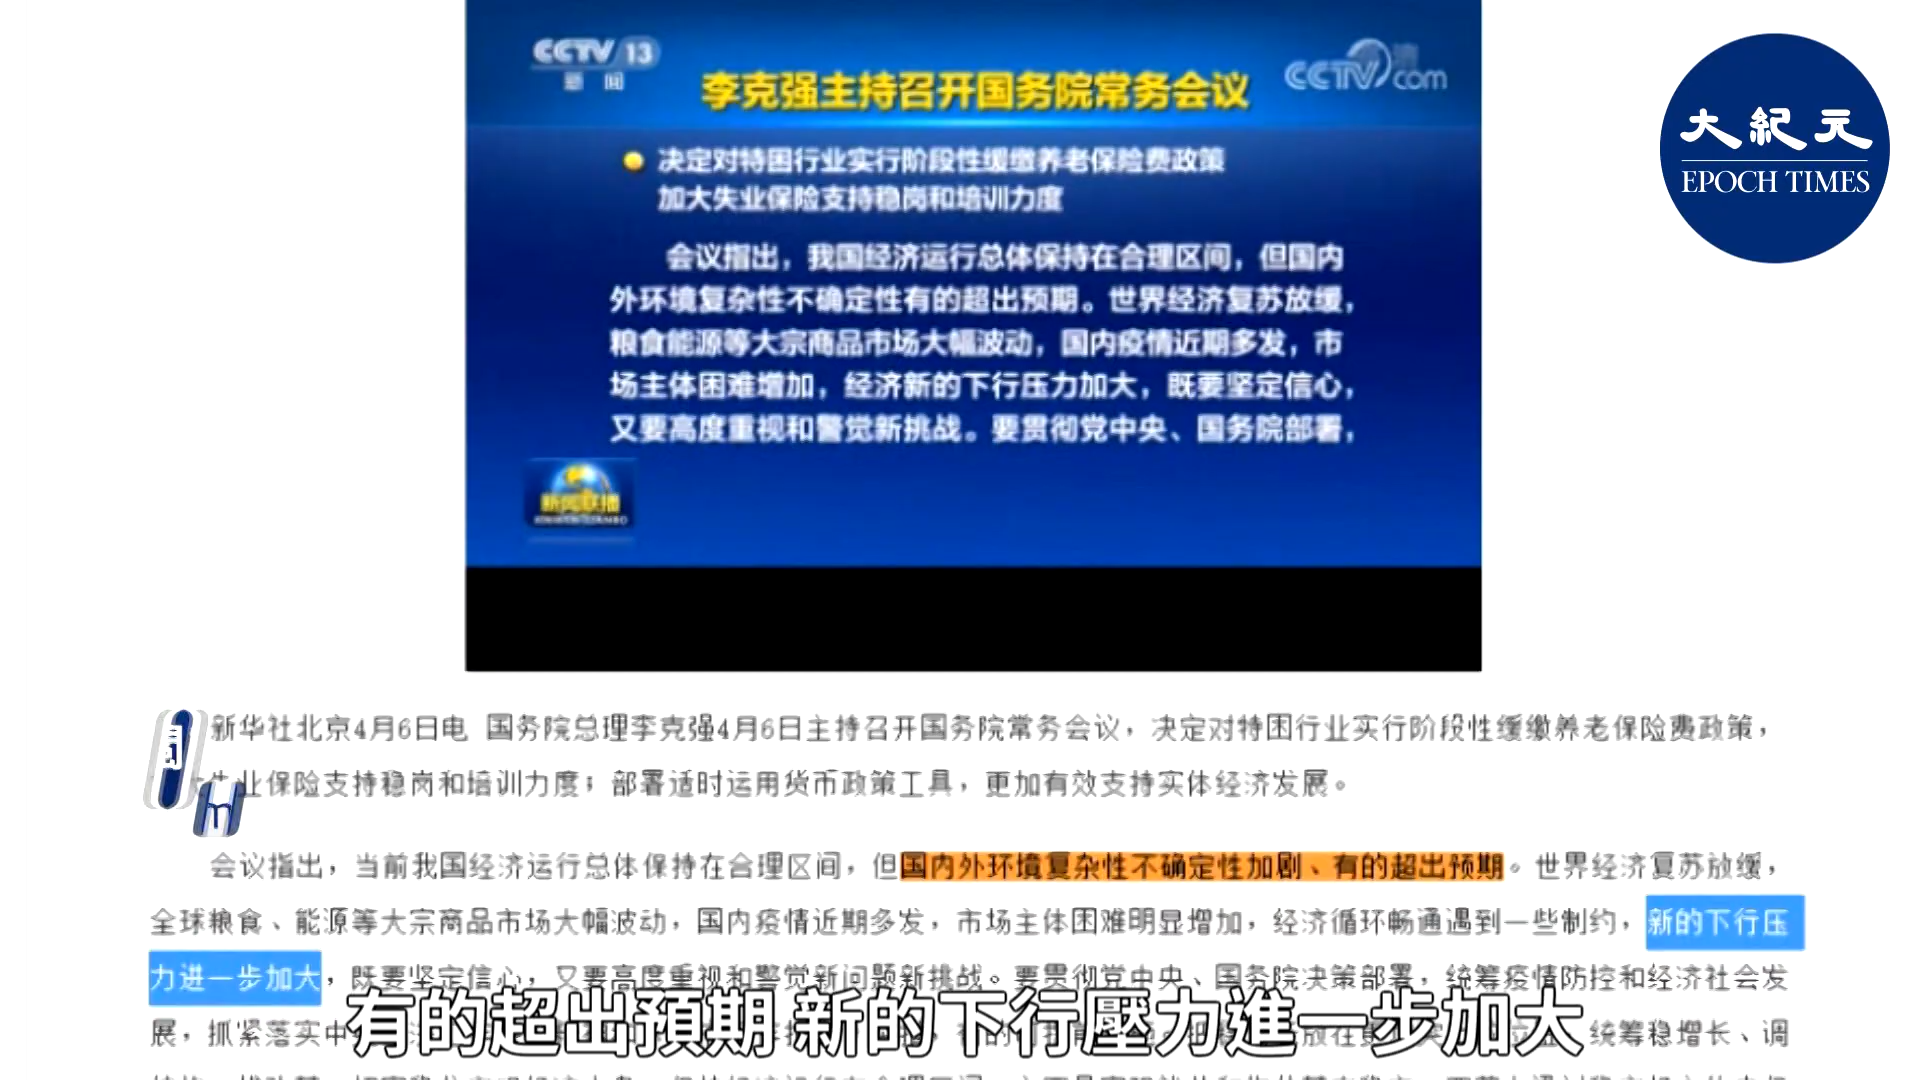 CCTV 13
新闻
CCTV com
大紀元
EPOCH TIMES
李克强主持召开国务院常务会议
决定对特困行业实行阶段性缓缴养老保险费政策
加大失业保险支持稳岗和培训力度
会议指出，我国经济运行总体保持在合理区间，但国内
外环境复杂性不确定性有的超出预期。世界经济复苏放缓，
粮食能源等大宗商品市场大幅波动，国内疫情近期多发，市
场主体困难增加，经济新的下行压力加大，既要坚定信心，
又要高度重视和警觉新挑战。要贯彻党中央、国务院部署，
新闻联播
新华社北京4月6日电 国务院总理李克强4月6日主持召开国务院常务会议，决定对特困行业实行阶段性缓缴养老保险费政策，
失业保险支持稳岗和培训力度；部署适时运用货币政策工具，更加有效支持实体经济发展。
会议指出，当前我国经济运行总体保持在合理区间，但国内外环境复杂性不确定性加剧、有的超出预期。世界经济复苏放缓，
全球粮食、能源等大宗商品市场大幅波动，国内疫情近期多发，市场主体困难明显增加，经济循环畅通遇到一些制约，新的下行压
力进一步加大，既要坚定信心，又要高度重视和警觉新问题新挑战。要贯彻党中央、国务院决策部署，统筹疫情防控和经济社会发
展，抓紧落实中 统筹稳增长、调
有的超出預期 新的下行壓力進一步加大